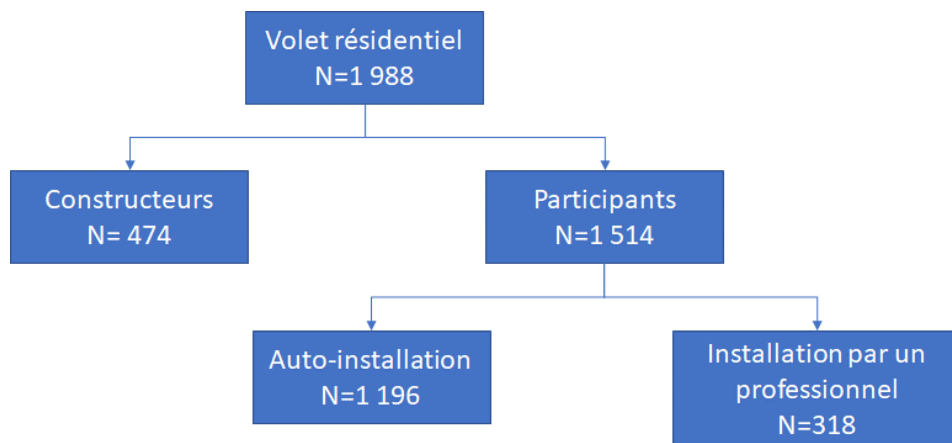 Volet résidentiel
N=1 988
Constructeurs
N= 474
Participants
N=1 514
Auto-installation
N=1 196
Installation par un
professionnel
N=318